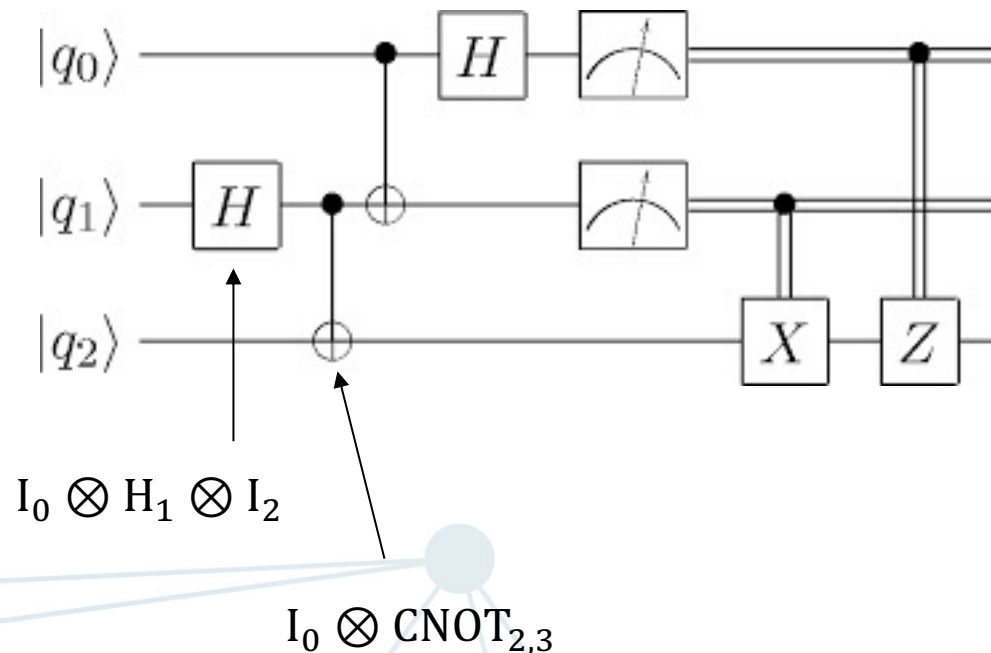 |q₀⟩ H
|q₁⟩ H
|q₂⟩ X Z
I₀ ⊗ H₁ ⊗ I₂
I₀ ⊗ CNOT₂,₃